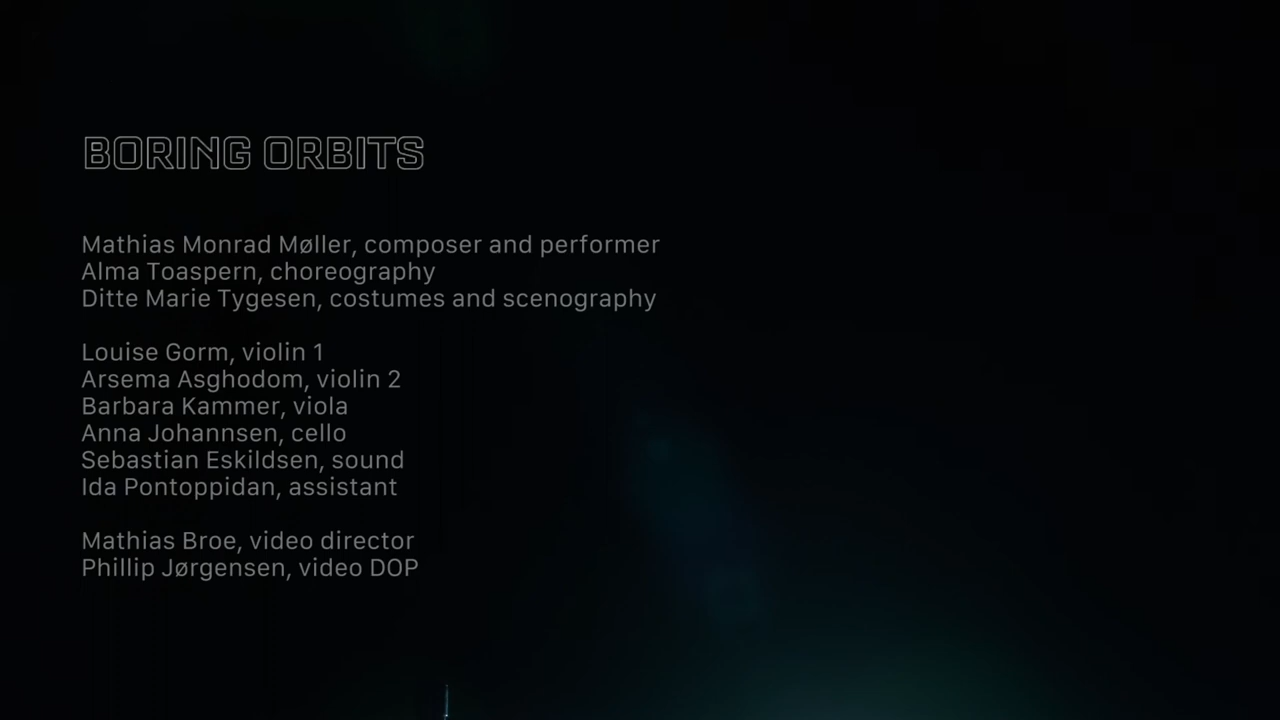 BORING ORBITS
Mathias Monrad Møller, composer and performer
Alma Toaspern, choreography
Ditte Marie Tygesen, costumes and scenography
Louise Gorm, violin 1
Arsema Asghodom, violin 2
Barbara Kammer, viola
Anna Johannsen, cello
Sebastian Eskildsen, sound
Ida Pontoppidan, assistant
Mathias Broe, video director
Phillip Jørgensen, video DOP